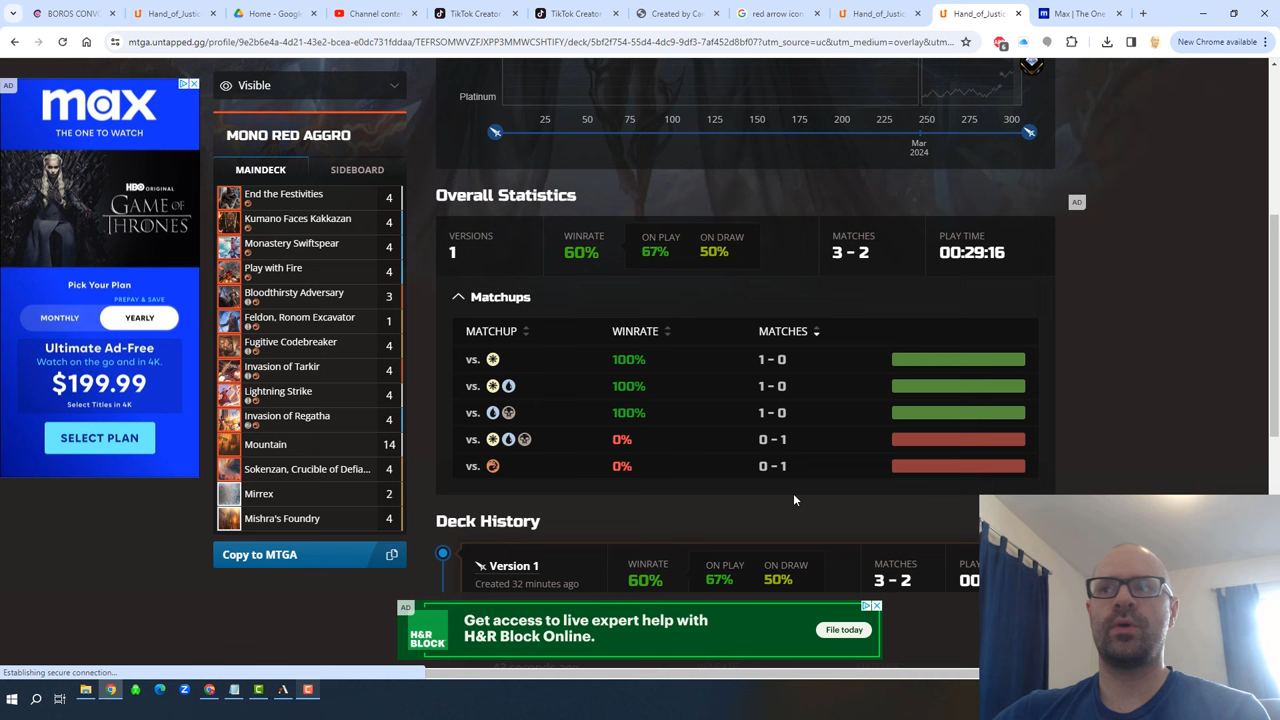 BOROS CONVO
Hand_of_Justic
Home - Google
Channel conte
TikTok Creator
TikTok Creator
Created by Ca
red arrow icon
Hand_of_Justic
Hand_of_Justic
Max | The One
mtga.untapped.gg/profile/9e2b6e4a-4d21-43e2-bcea-e0dc731fddaa/TEFRSOMWVZFJXPP3MMWCSHTIFY/deck/5bf2f754-55d4-4dc9-9df3-7af452d8bf07?utm_source=uc&utm_medium=overlay&utm...
6
New Chrome available
AD
max
THE ONE TO WATCH
HBO ORIGINAL
GAME OF
THRONES
Pick Your Plan
PREPAY & SAVE
MONTHLY
YEARLY
Ultimate Ad-Free
Watch on the go and in 4K.
$199.99
Select Titles in 4K
SELECT PLAN
Visible
MONO RED AGGRO
MAINDECK
SIDEBOARD
End the Festivities 4
Kumano Faces Kakkazan 4
Monastery Swiftspear 4
Play with Fire 4
Bloodthirsty Adversary 3
Feldon, Ronom Excavator 1
Fugitive Codebreaker 4
Invasion of Tarkir 4
Lightning Strike 4
Invasion of Regatha 4
Mountain 14
Sokenzan, Crucible of Defia... 4
Mirrex 2
Mishra's Foundry 4
Copy to MTGA
Platinum
25 50 75 100 125 150 175 200 225 250 275 300
Mar
2024
Overall Statistics
AD
VERSIONS
1
WINRATE
60%
ON PLAY
67%
ON DRAW
50%
MATCHES
3 - 2
PLAY TIME
00:29:16
Matchups
MATCHUP WINRATE MATCHES
vs. 100% 1 - 0
vs. 100% 1 - 0
vs. 100% 1 - 0
vs. 0% 0 - 1
vs. 0% 0 - 1
Deck History
Version 1
Created 32 minutes ago
WINRATE
60%
ON PLAY
67%
ON DRAW
50%
MATCHES
3 - 2
PLA
00
AD
H&R
BLOCK
Get access to live expert help with
H&R Block Online.
File today
Establishing secure connection...